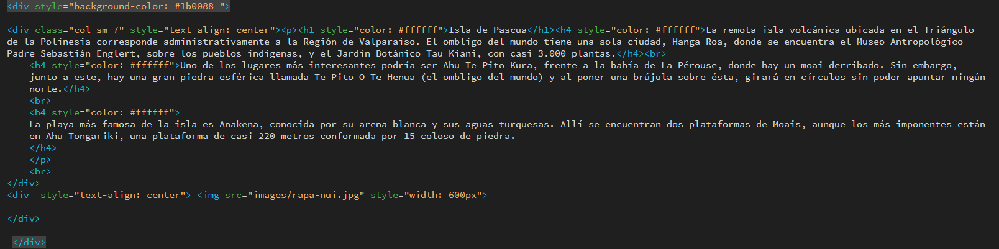 <div style="background-color: #1b0088 ">
<div class="col-sm-7" style="text-align: center"><p><h1 style="color: #ffffff">Isla de Pascua</h1><h4 style="color: #ffffff">La remota isla volcánica ubicada en el Triángulo
de la Polinesia corresponde administrativamente a la Región de Valparaíso. El ombligo del mundo tiene una sola ciudad, Hanga Roa, donde se encuentra el Museo Antropológico
Padre Sebastián Englert, sobre los pueblos indígenas, y el Jardín Botánico Tau Kiani, con casi 3.000 plantas.</h4><br>
<h4 style="color: #ffffff">Uno de los lugares más interesantes podría ser Ahu Te Pito Kura, frente a la bahía de La Pérouse, donde hay un moai derribado. Sin embargo,
junto a este, hay una gran piedra esférica llamada Te Pito O Te Henua (el ombligo del mundo) y al poner una brújula sobre ésta, girará en círculos sin poder apuntar ningún
norte.</h4>
<br>
<h4 style="color: #ffffff">
La playa más famosa de la isla es Anakena, conocida por su arena blanca y sus aguas turquesas. Allí se encuentran dos plataformas de Moais, aunque los más imponentes están
en Ahu Tongariki, una plataforma de casi 220 metros conformada por 15 coloso de piedra.
</h4>
</p>
<br>
</div>
<div  style="text-align: center"> <img src="images/rapa-nui.jpg" style="width: 600px">
</div>
</div>